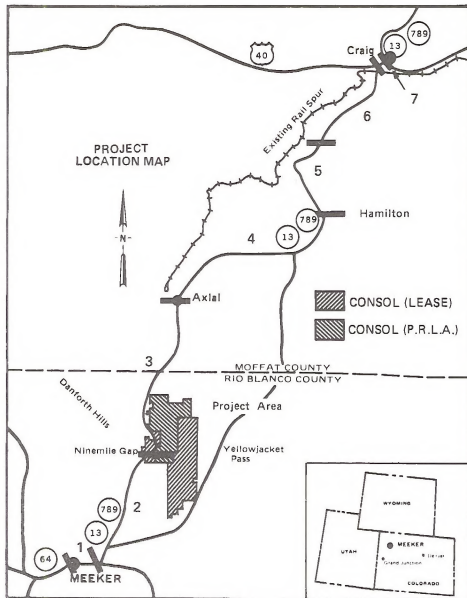 789
13
Craig
40
7
6
Existing Rail Spur
PROJECT
LOCATION MAP
5
-N-
789
Hamilton
13
4
CONSOL (LEASE)
Axial
CONSOL (P.R.L.A.)
3
MOFFAT COUNTY
RIO BLANCO COUNTY
Danforth Hills
Project Area
Ninemile Gap
Yellowjacket
Pass
789
2
13
1
64
MEEKER
WYOMING
UTAH
MEEKER
Grand Junction
COLORADO